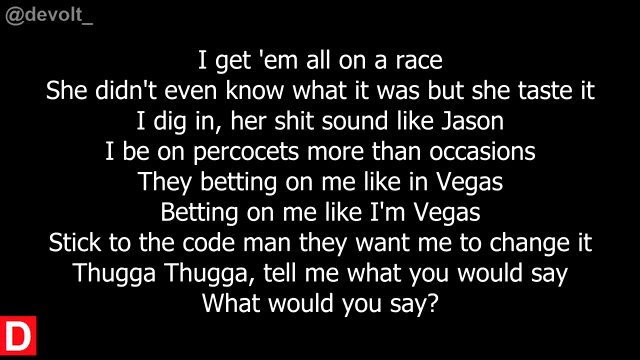 @devolt_
I get 'em all on a race
She didn't even know what it was but she taste it
I dig in, her shit sound like Jason
I be on percocets more than occasions
They betting on me like in Vegas
Betting on me like I'm Vegas
Stick to the code man they want me to change it
Thugga Thugga, tell me what you would say
What would you say?
D